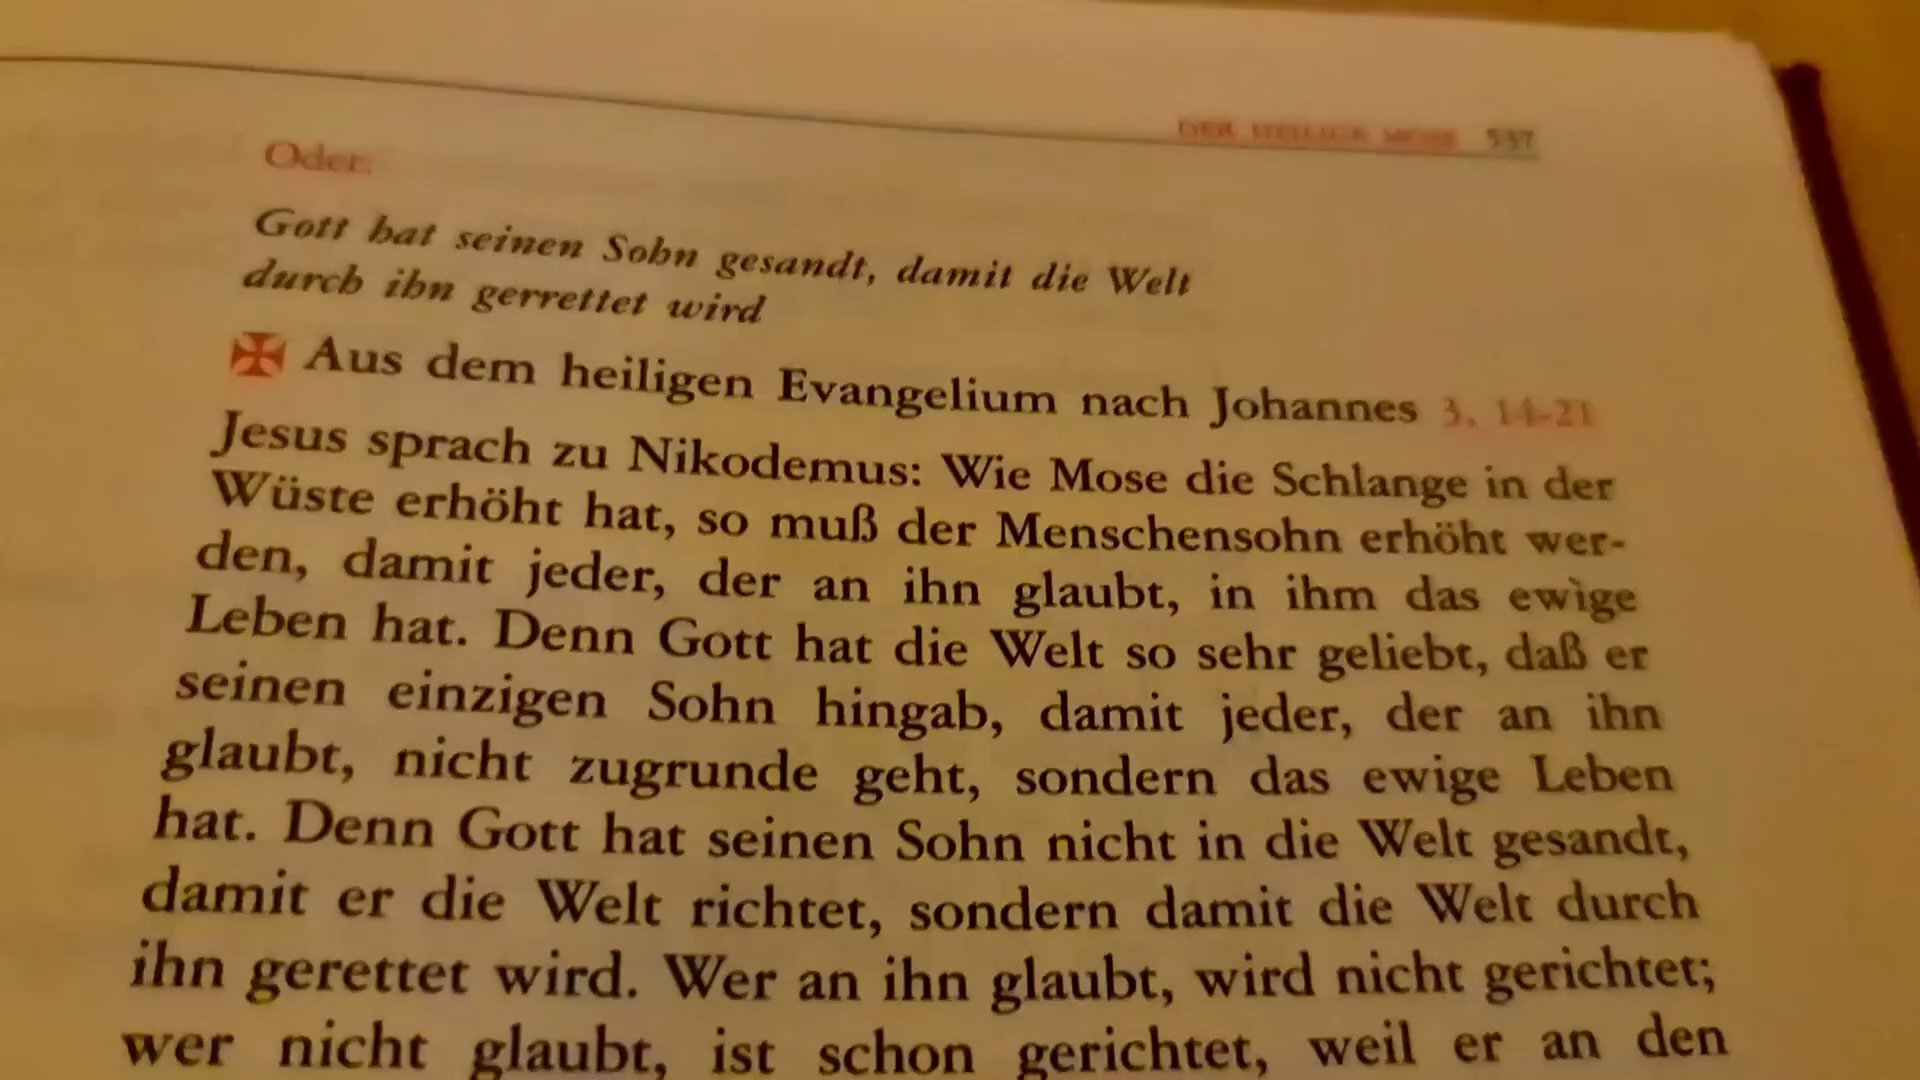 DER HEILIGE MESSE 537
Oder:
Gott hat seinen Sohn gesandt, damit die Welt
durch ihn gerrettet wird
✠ Aus dem heiligen Evangelium nach Johannes 3, 14-21
Jesus sprach zu Nikodemus: Wie Mose die Schlange in der
Wüste erhöht hat, so muß der Menschensohn erhöht wer-
den, damit jeder, der an ihn glaubt, in ihm das ewige
Leben hat. Denn Gott hat die Welt so sehr geliebt, daß er
seinen einzigen Sohn hingab, damit jeder, der an ihn
glaubt, nicht zugrunde geht, sondern das ewige Leben
hat. Denn Gott hat seinen Sohn nicht in die Welt gesandt,
damit er die Welt richtet, sondern damit die Welt durch
ihn gerettet wird. Wer an ihn glaubt, wird nicht gerichtet;
wer nicht glaubt, ist schon gerichtet, weil er an den